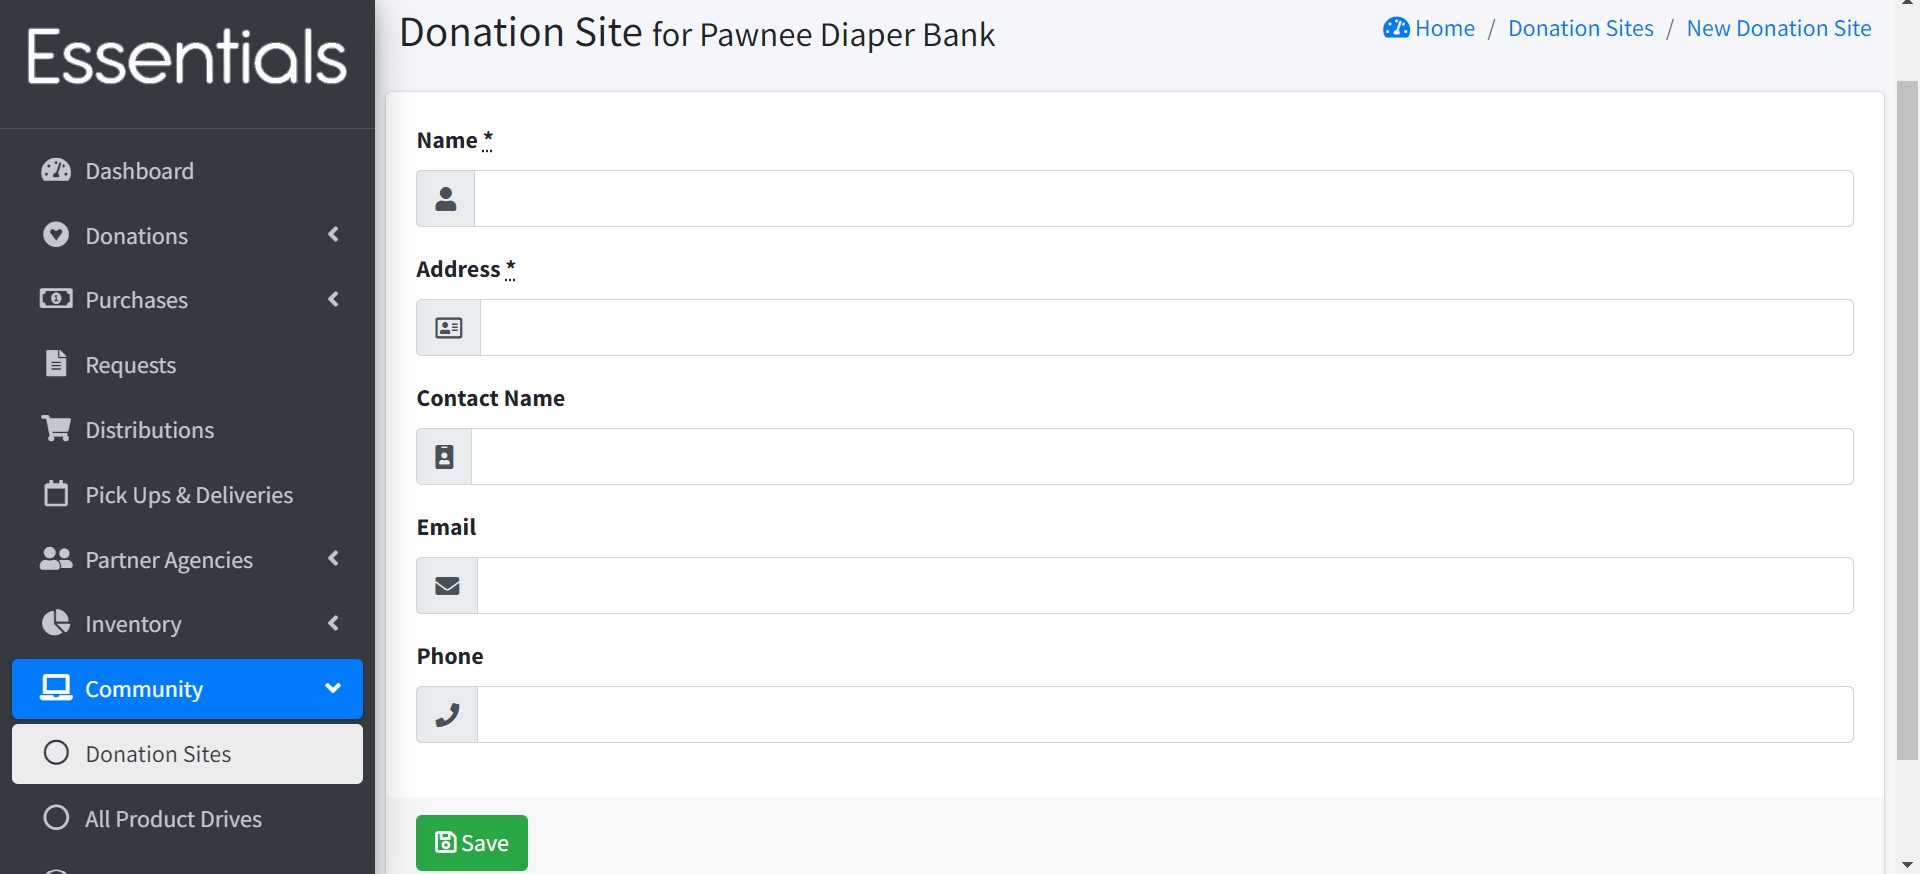 Essentials
Dashboard
Donations
Purchases
Requests
Distributions
Pick Ups & Deliveries
Partner Agencies
Inventory
Community
Donation Sites
All Product Drives
Donation Site for Pawnee Diaper Bank
Home / Donation Sites / New Donation Site
Name *
Address *
Contact Name
Email
Phone
Save